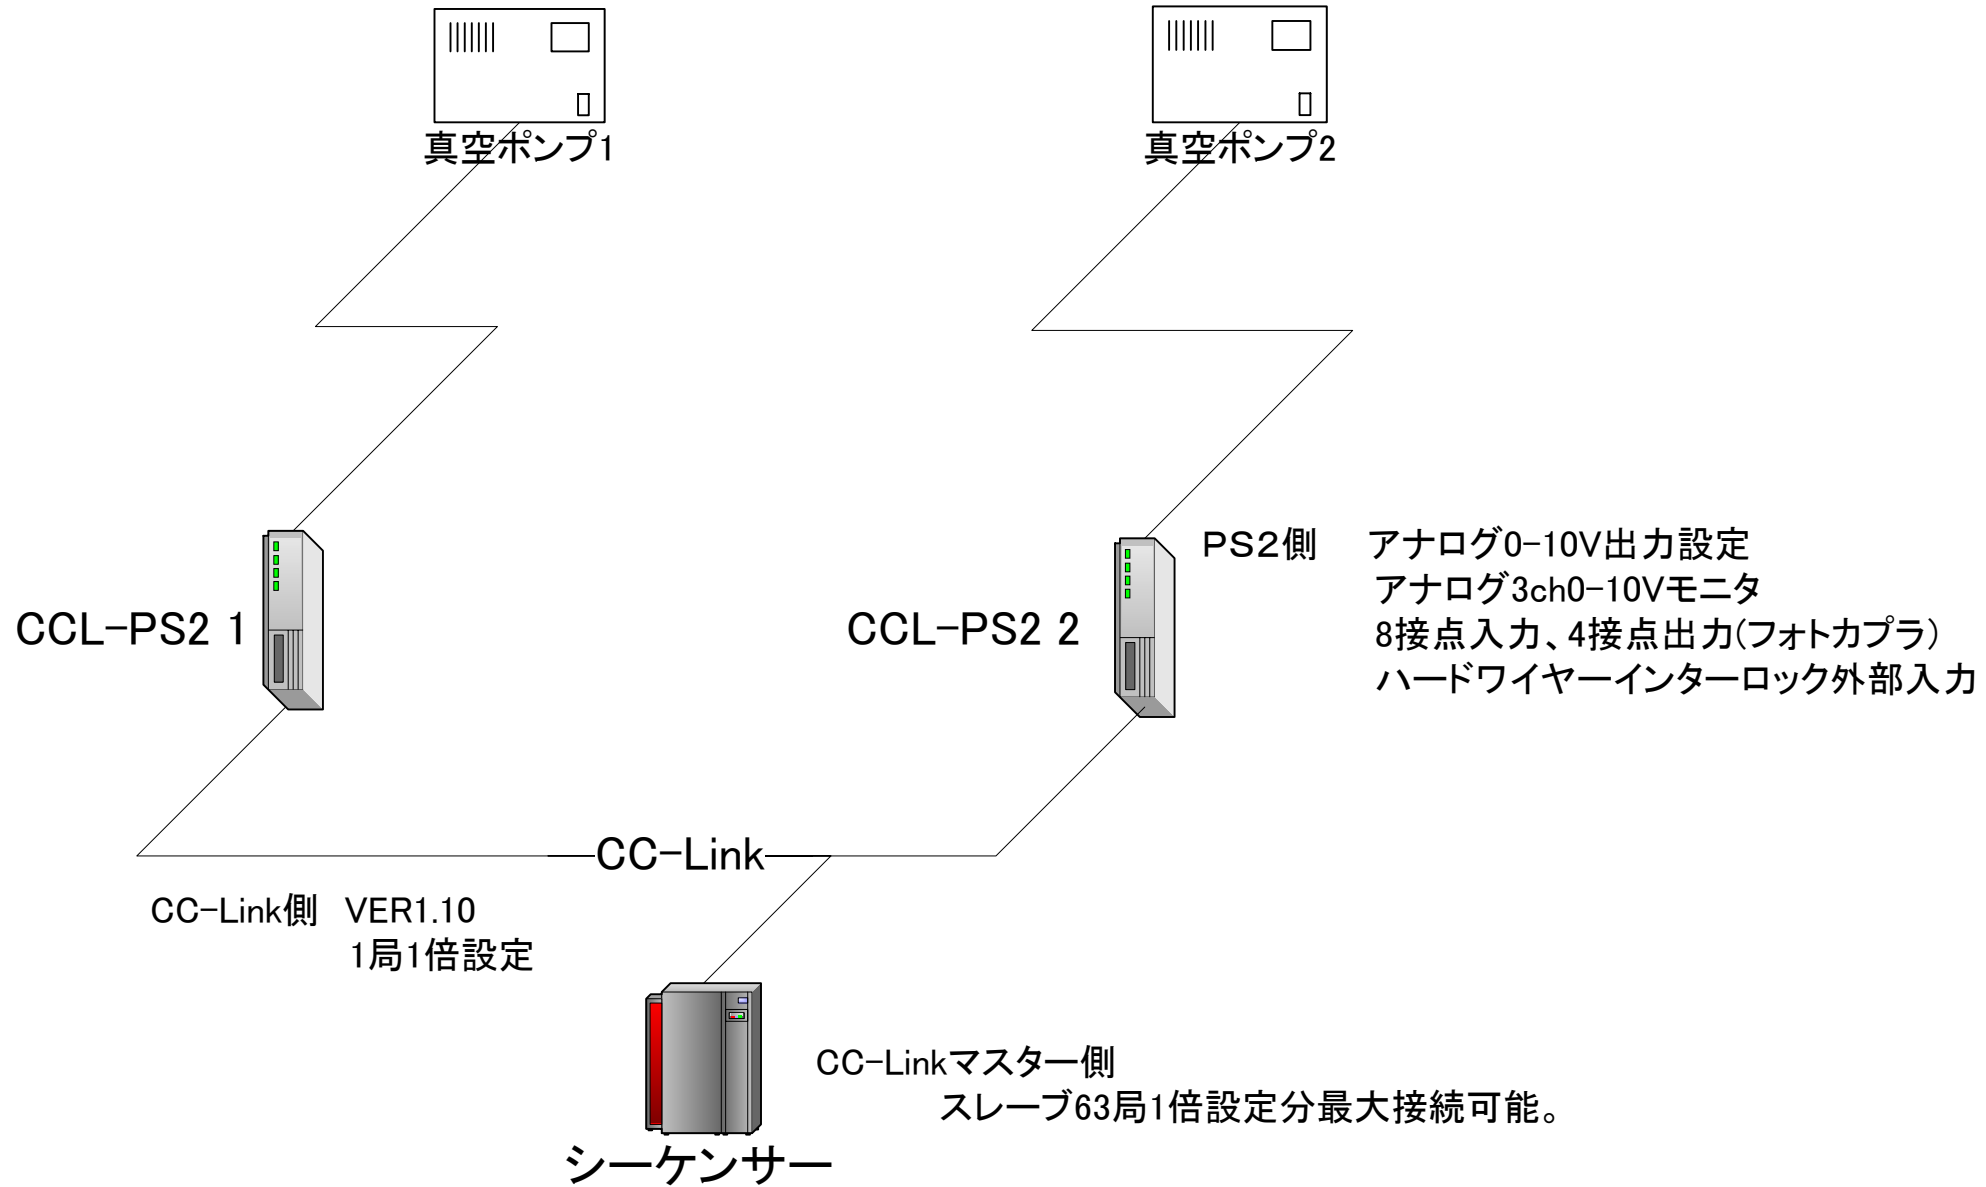 真空ポンプ1
真空ポンプ2
PS2側 アナログ0-10V出力設定
アナログ3ch0-10Vモニタ
8接点入力、4接点出力(フォトカプラ)
ハードワイヤーインターロック外部入力
CCL-PS2 1
CCL-PS2 2
CC-Link
CC-Link側 VER1.10
1局1倍設定
CC-Linkマスター側
スレーブ63局1倍設定分最大接続可能。
シーケンサー